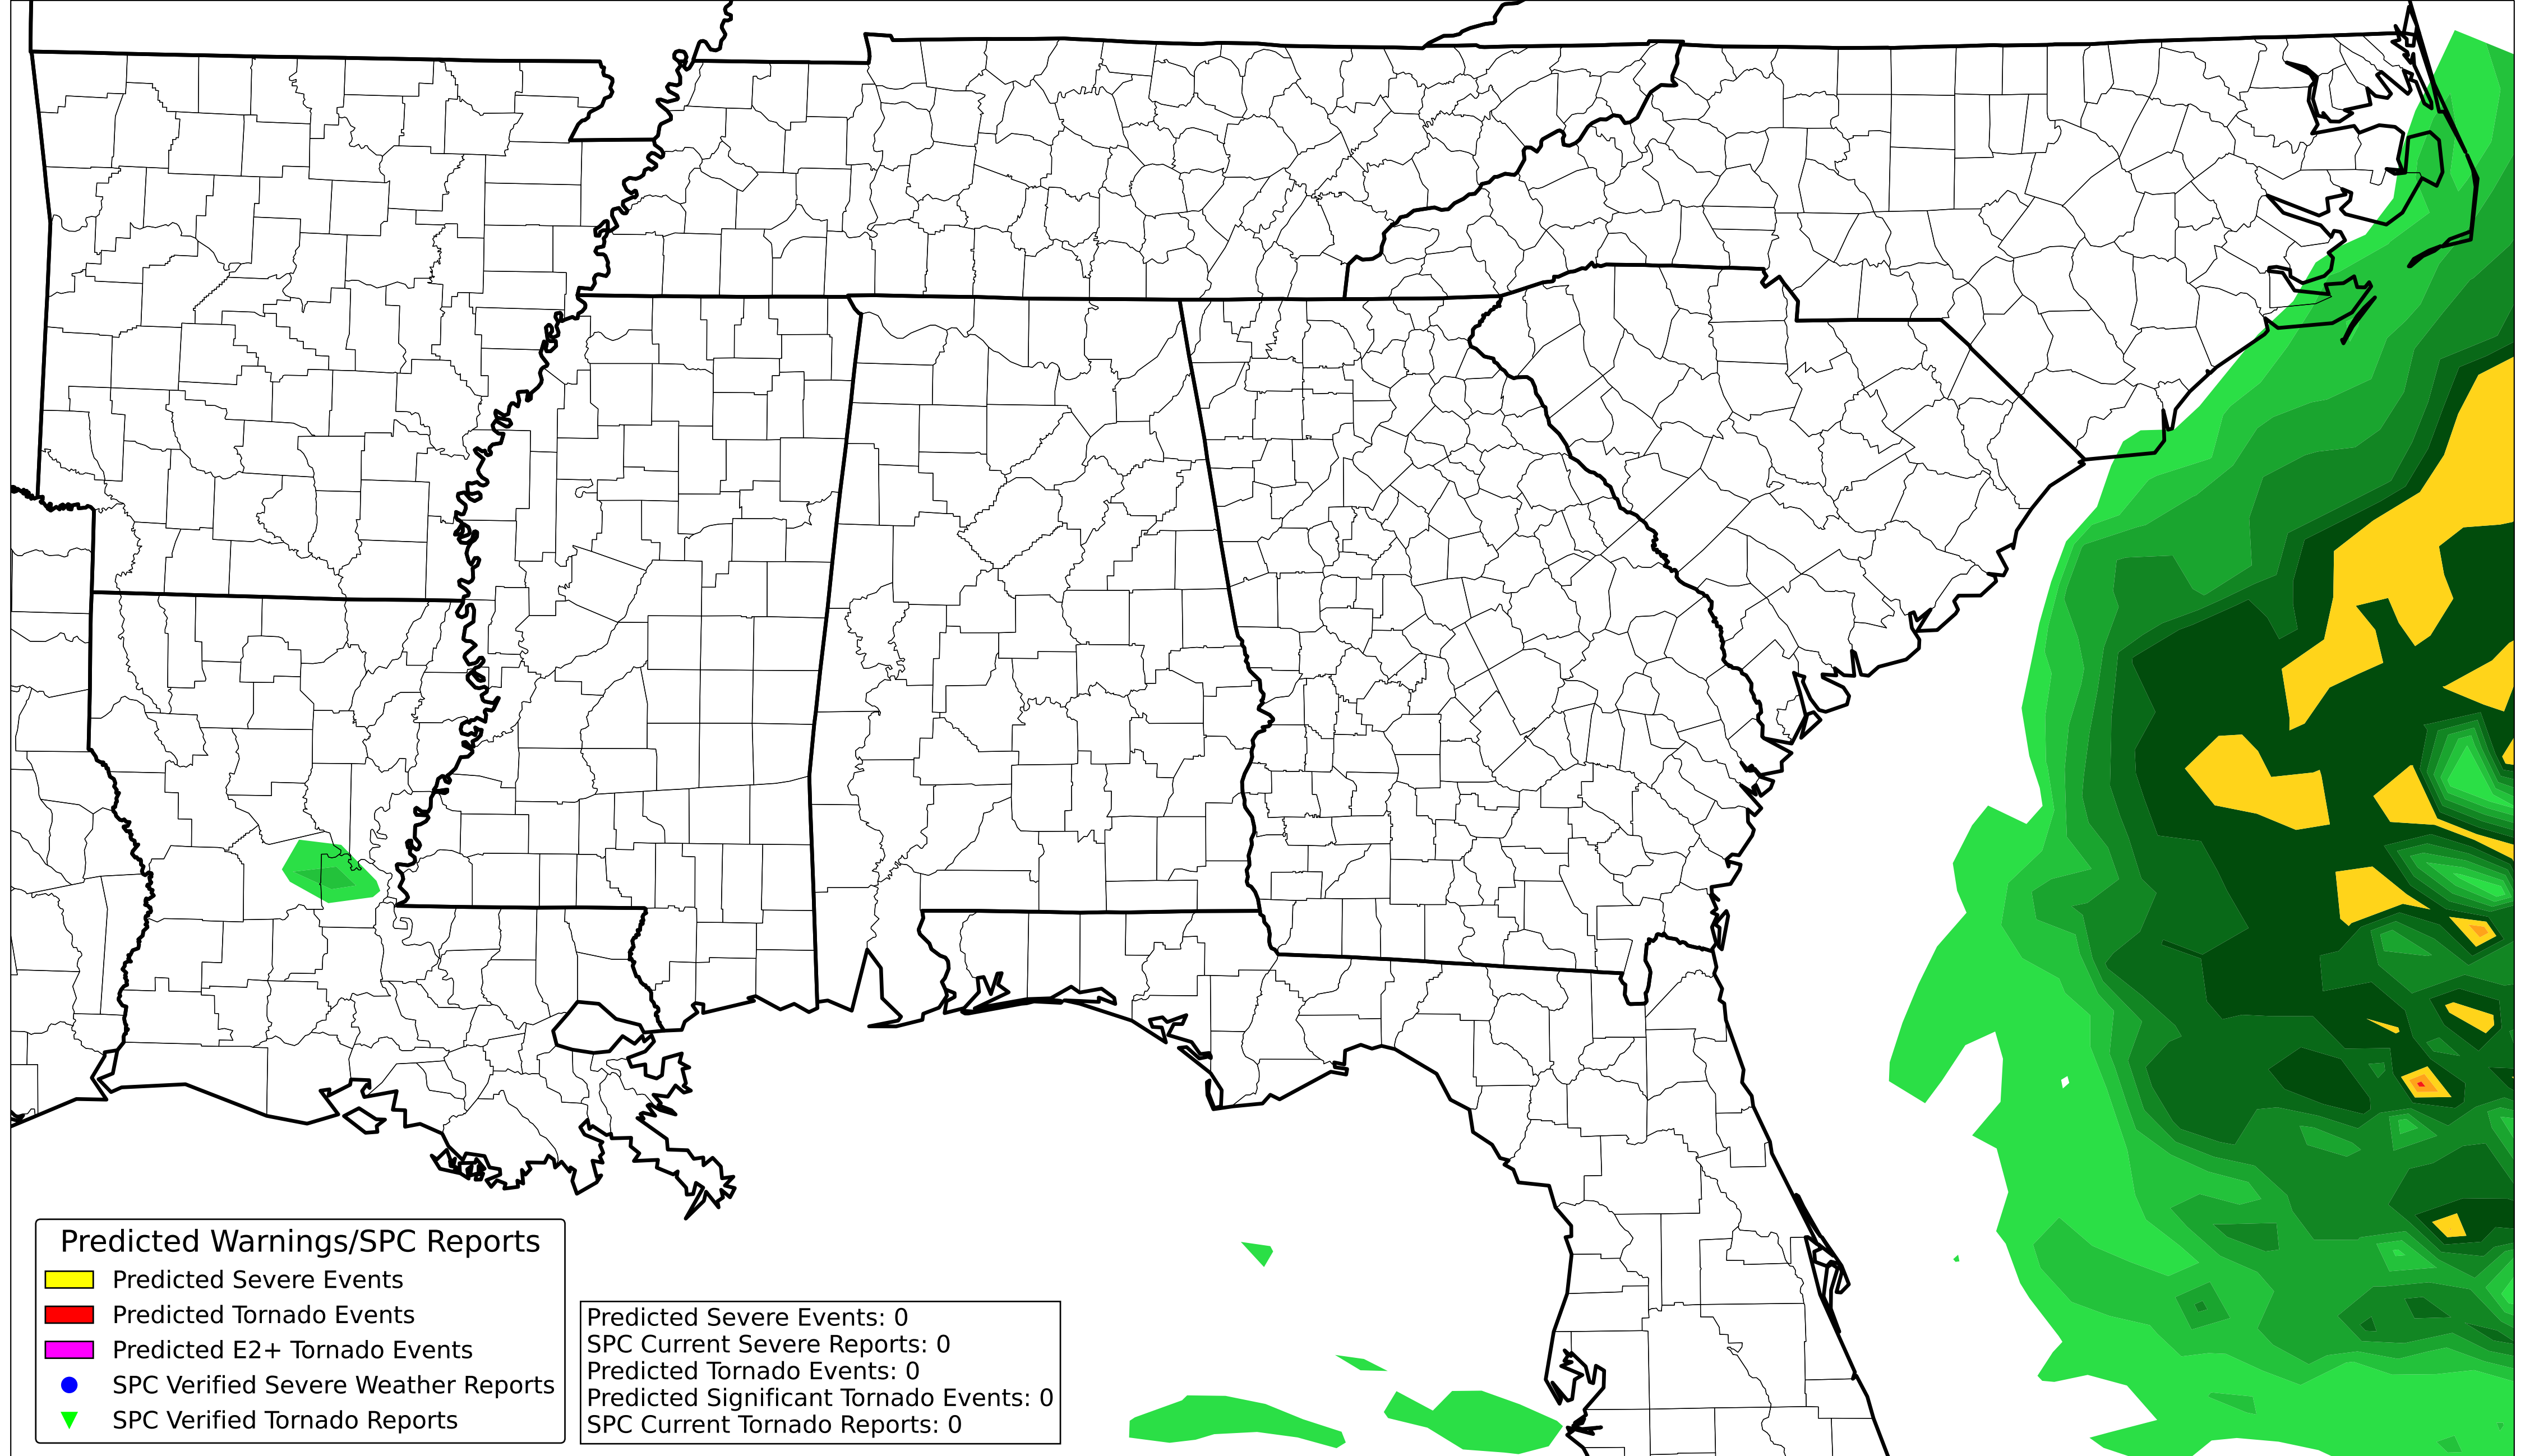 Predicted Warnings/SPC Reports
Predicted Severe Events
Predicted Tornado Events
Predicted E2+ Tornado Events
SPC Verified Severe Weather Reports
SPC Verified Tornado Reports
Predicted Severe Events: 0
SPC Current Severe Reports: 0
Predicted Tornado Events: 0
Predicted Significant Tornado Events: 0
SPC Current Tornado Reports: 0